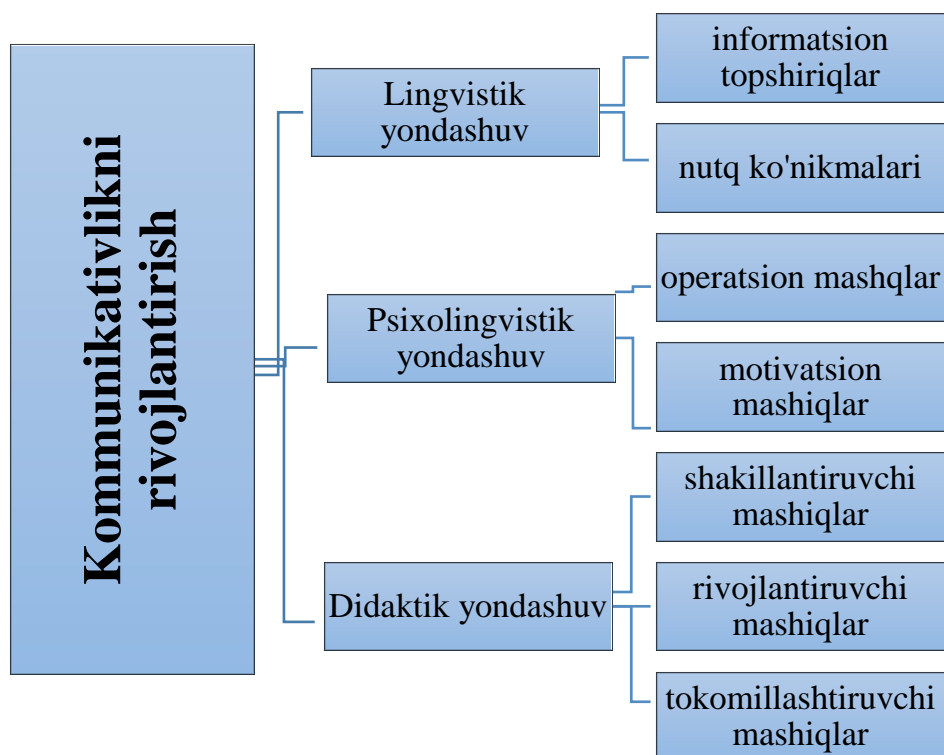 Kommunikativlikni
rivojlantirish
Lingvistik
yondashuv
informatsion
topshiriqlar
nutq ko'nikmalari
Psixolingvistik
yondashuv
operatsion mashqlar
motivatsion
mashiqlar
Didaktik yondashuv
shakillantiruvchi
mashiqlar
rivojlantiruvchi
mashiqlar
tokomillashtiruvchi
mashiqlar